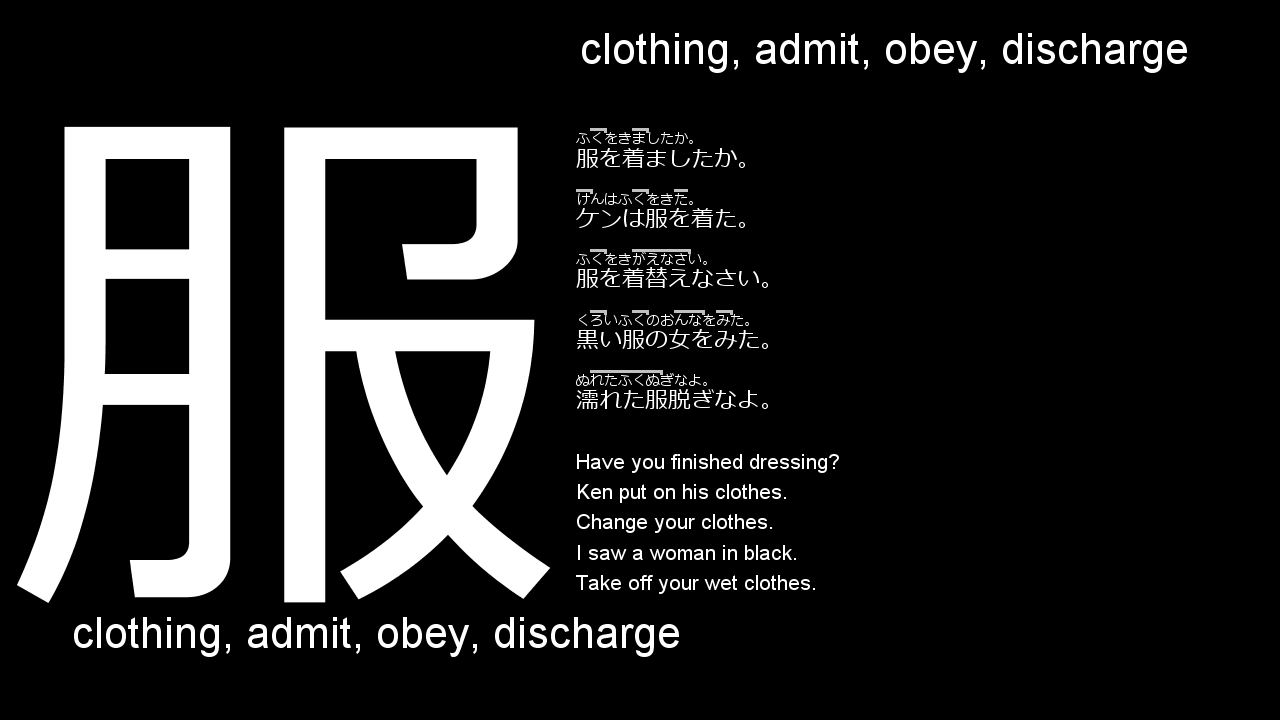 clothing, admit, obey, discharge
服
ふくをきましたか。
服を着ましたか。
けんはふくをきた。
ケンは服を着た。
ふくをきがえなさい。
服を着替えなさい。
くろいふくのおんなをみた。
黒い服の女をみた。
ぬれたふくぬぎなよ。
濡れた服脱ぎなよ。
Have you finished dressing?
Ken put on his clothes.
Change your clothes.
I saw a woman in black.
Take off your wet clothes.
clothing, admit, obey, discharge